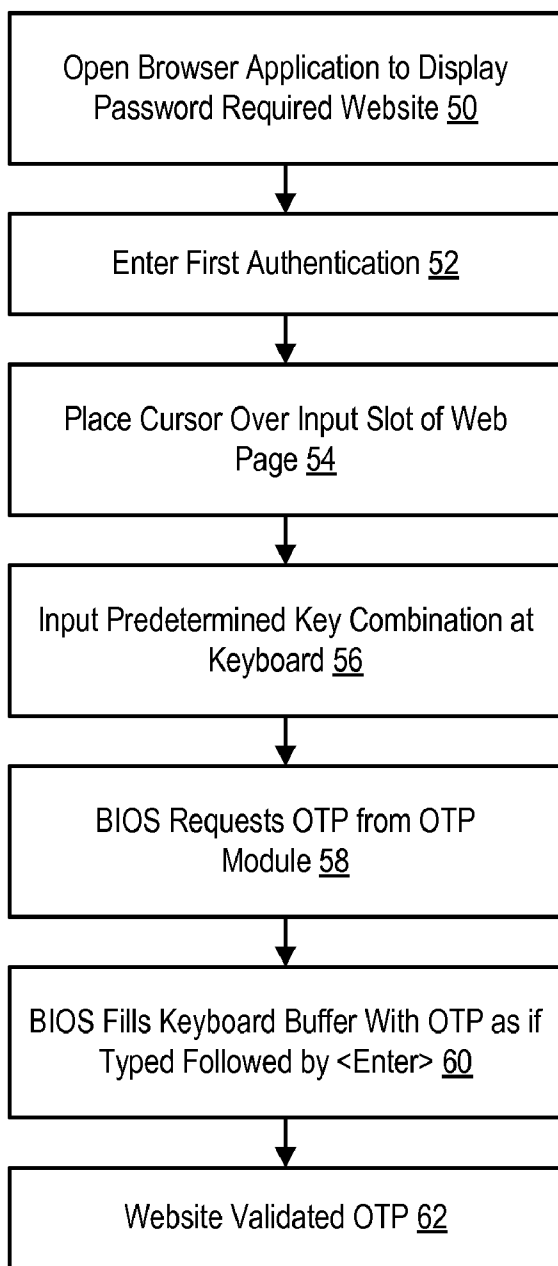 Open Browser Application to Display
Password Required Website 50
Enter First Authentication 52
Place Cursor Over Input Slot of Web
Page 54
Input Predetermined Key Combination at
Keyboard 56
BIOS Requests OTP from OTP
Module 58
BIOS Fills Keyboard Buffer With OTP as if
Typed Followed by <Enter> 60
Website Validated OTP 62